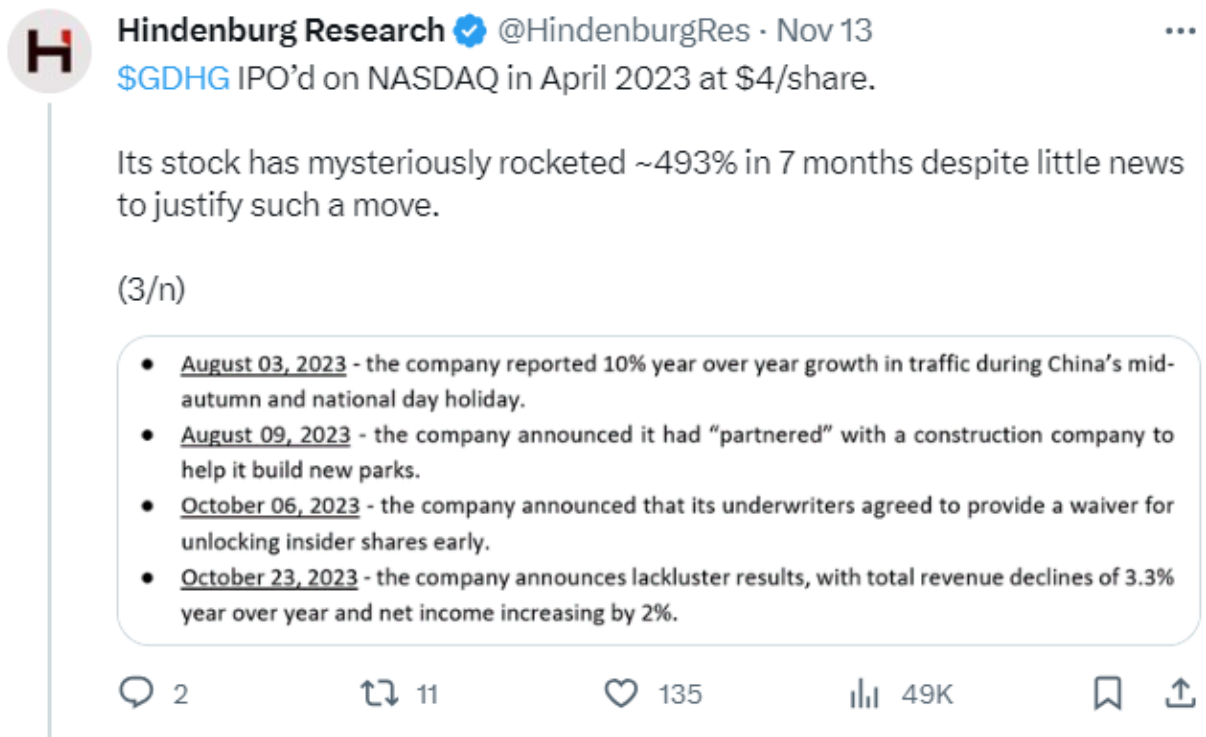 Hindenburg Research @HindenburgRes · Nov 13
$GDHG IPO’d on NASDAQ in April 2023 at $4/share.
Its stock has mysteriously rocketed ~493% in 7 months despite little news
to justify such a move.
(3/n)
• August 03, 2023 - the company reported 10% year over year growth in traffic during China’s mid-
autumn and national day holiday.
• August 09, 2023 - the company announced it had “partnered” with a construction company to
help it build new parks.
• October 06, 2023 - the company announced that its underwriters agreed to provide a waiver for
unlocking insider shares early.
• October 23, 2023 - the company announces lackluster results, with total revenue declines of 3.3%
year over year and net income increasing by 2%.
2 11 135 49K